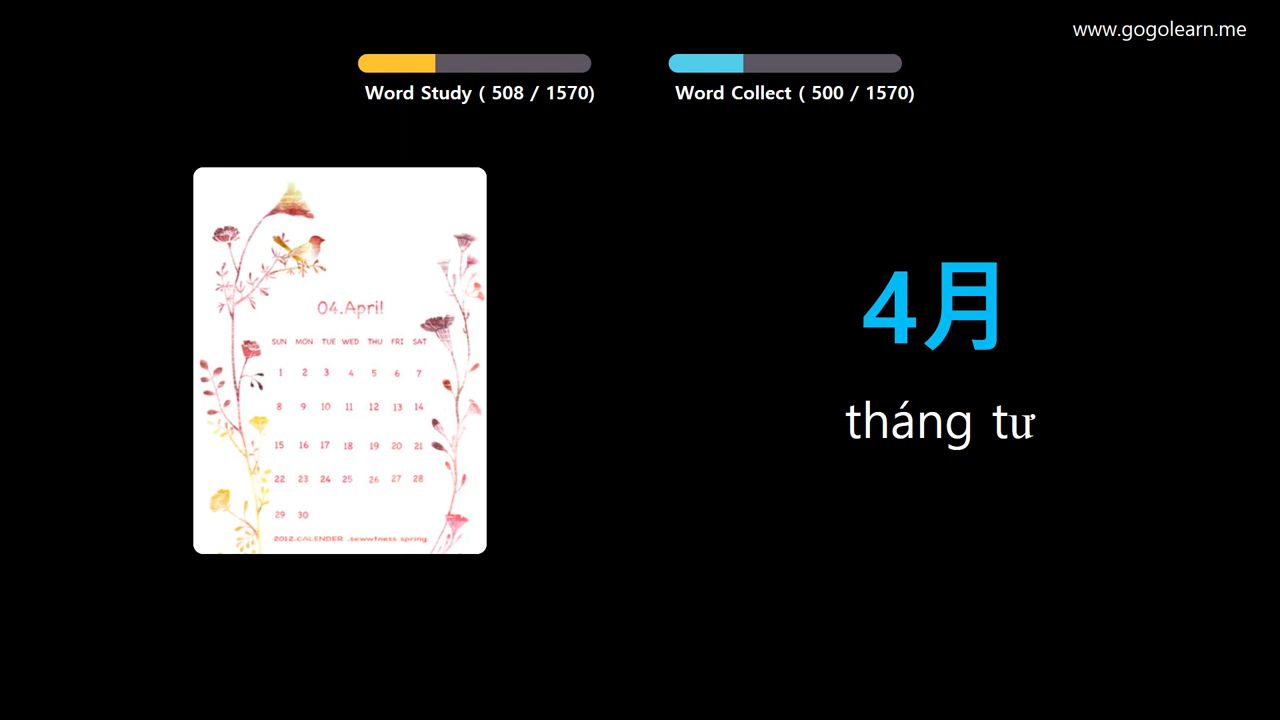 www.gogolearn.me
Word Study ( 508 / 1570)
Word Collect ( 500 / 1570)
04.April
SUN MON TUE WED THU FRI SAT
1 2 3 4 5 6 7
8 9 10 11 12 13 14
15 16 17 18 19 20 21
22 23 24 25 26 27 28
29 30
2012.CALENDER .sewwtness spring
4月
tháng tư